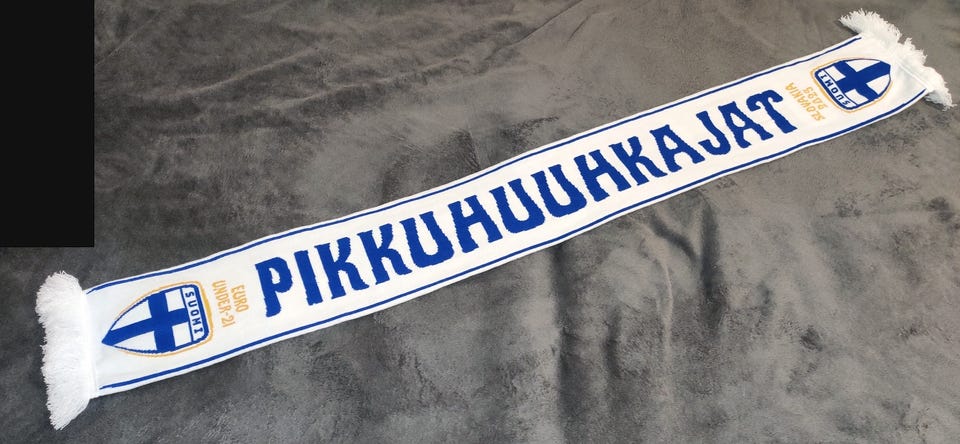 SUOMI
EURO
UNDER-21
PIKKUHUUHKAJAT
SLOVAKIA
2025
SUOMI